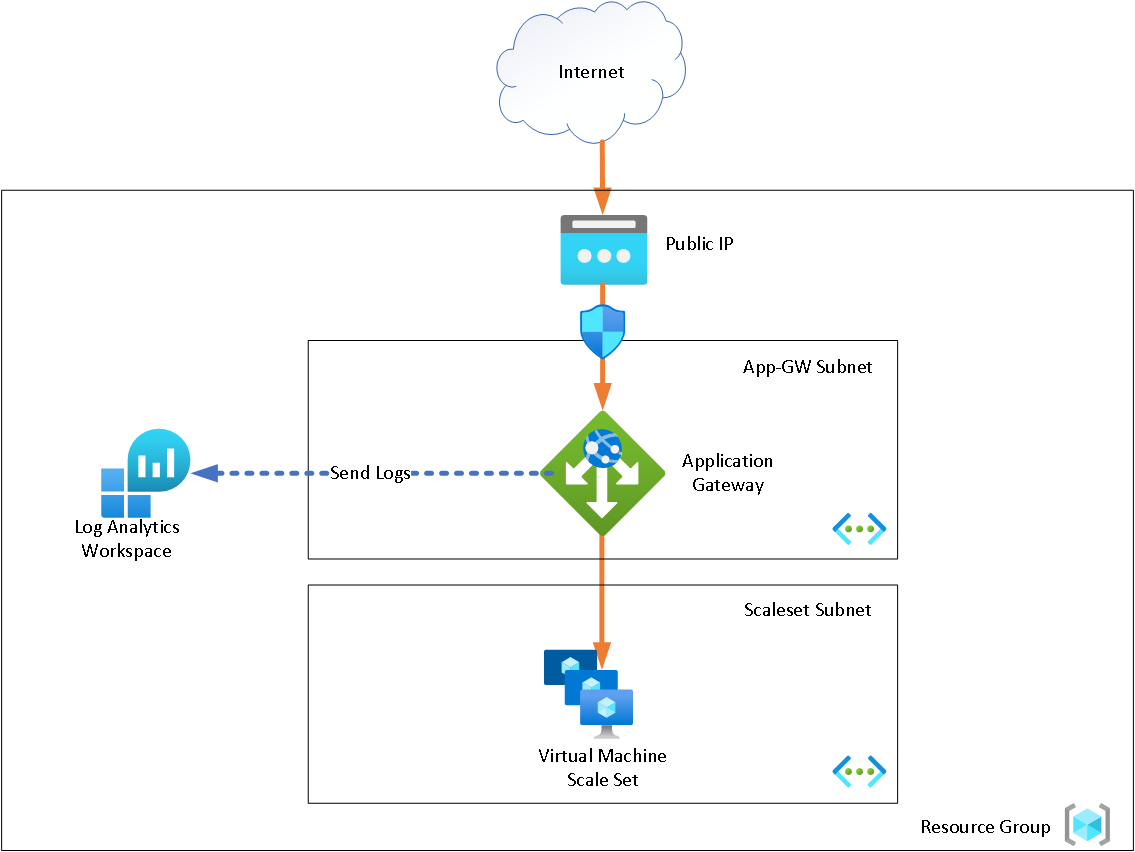 Internet
Public IP
App-GW Subnet
Application
Gateway
Send Logs
Log Analytics
Workspace
Scaleset Subnet
Virtual Machine
Scale Set
Resource Group